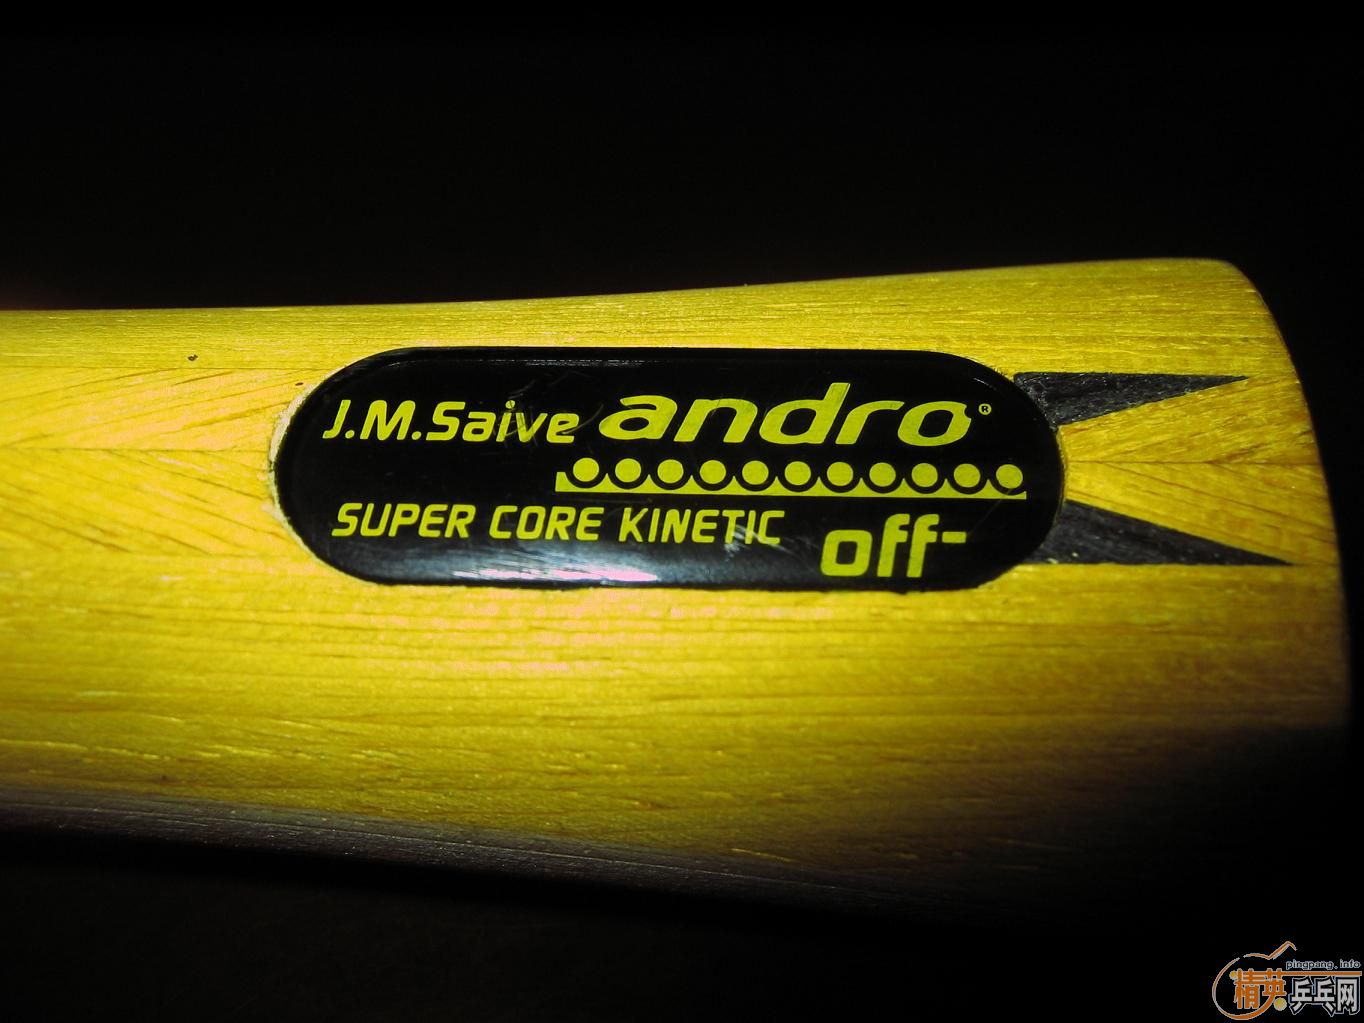 J.M.Saive andro®
SUPER CORE KINETIC off-
pingpang.info
精英乒乓网